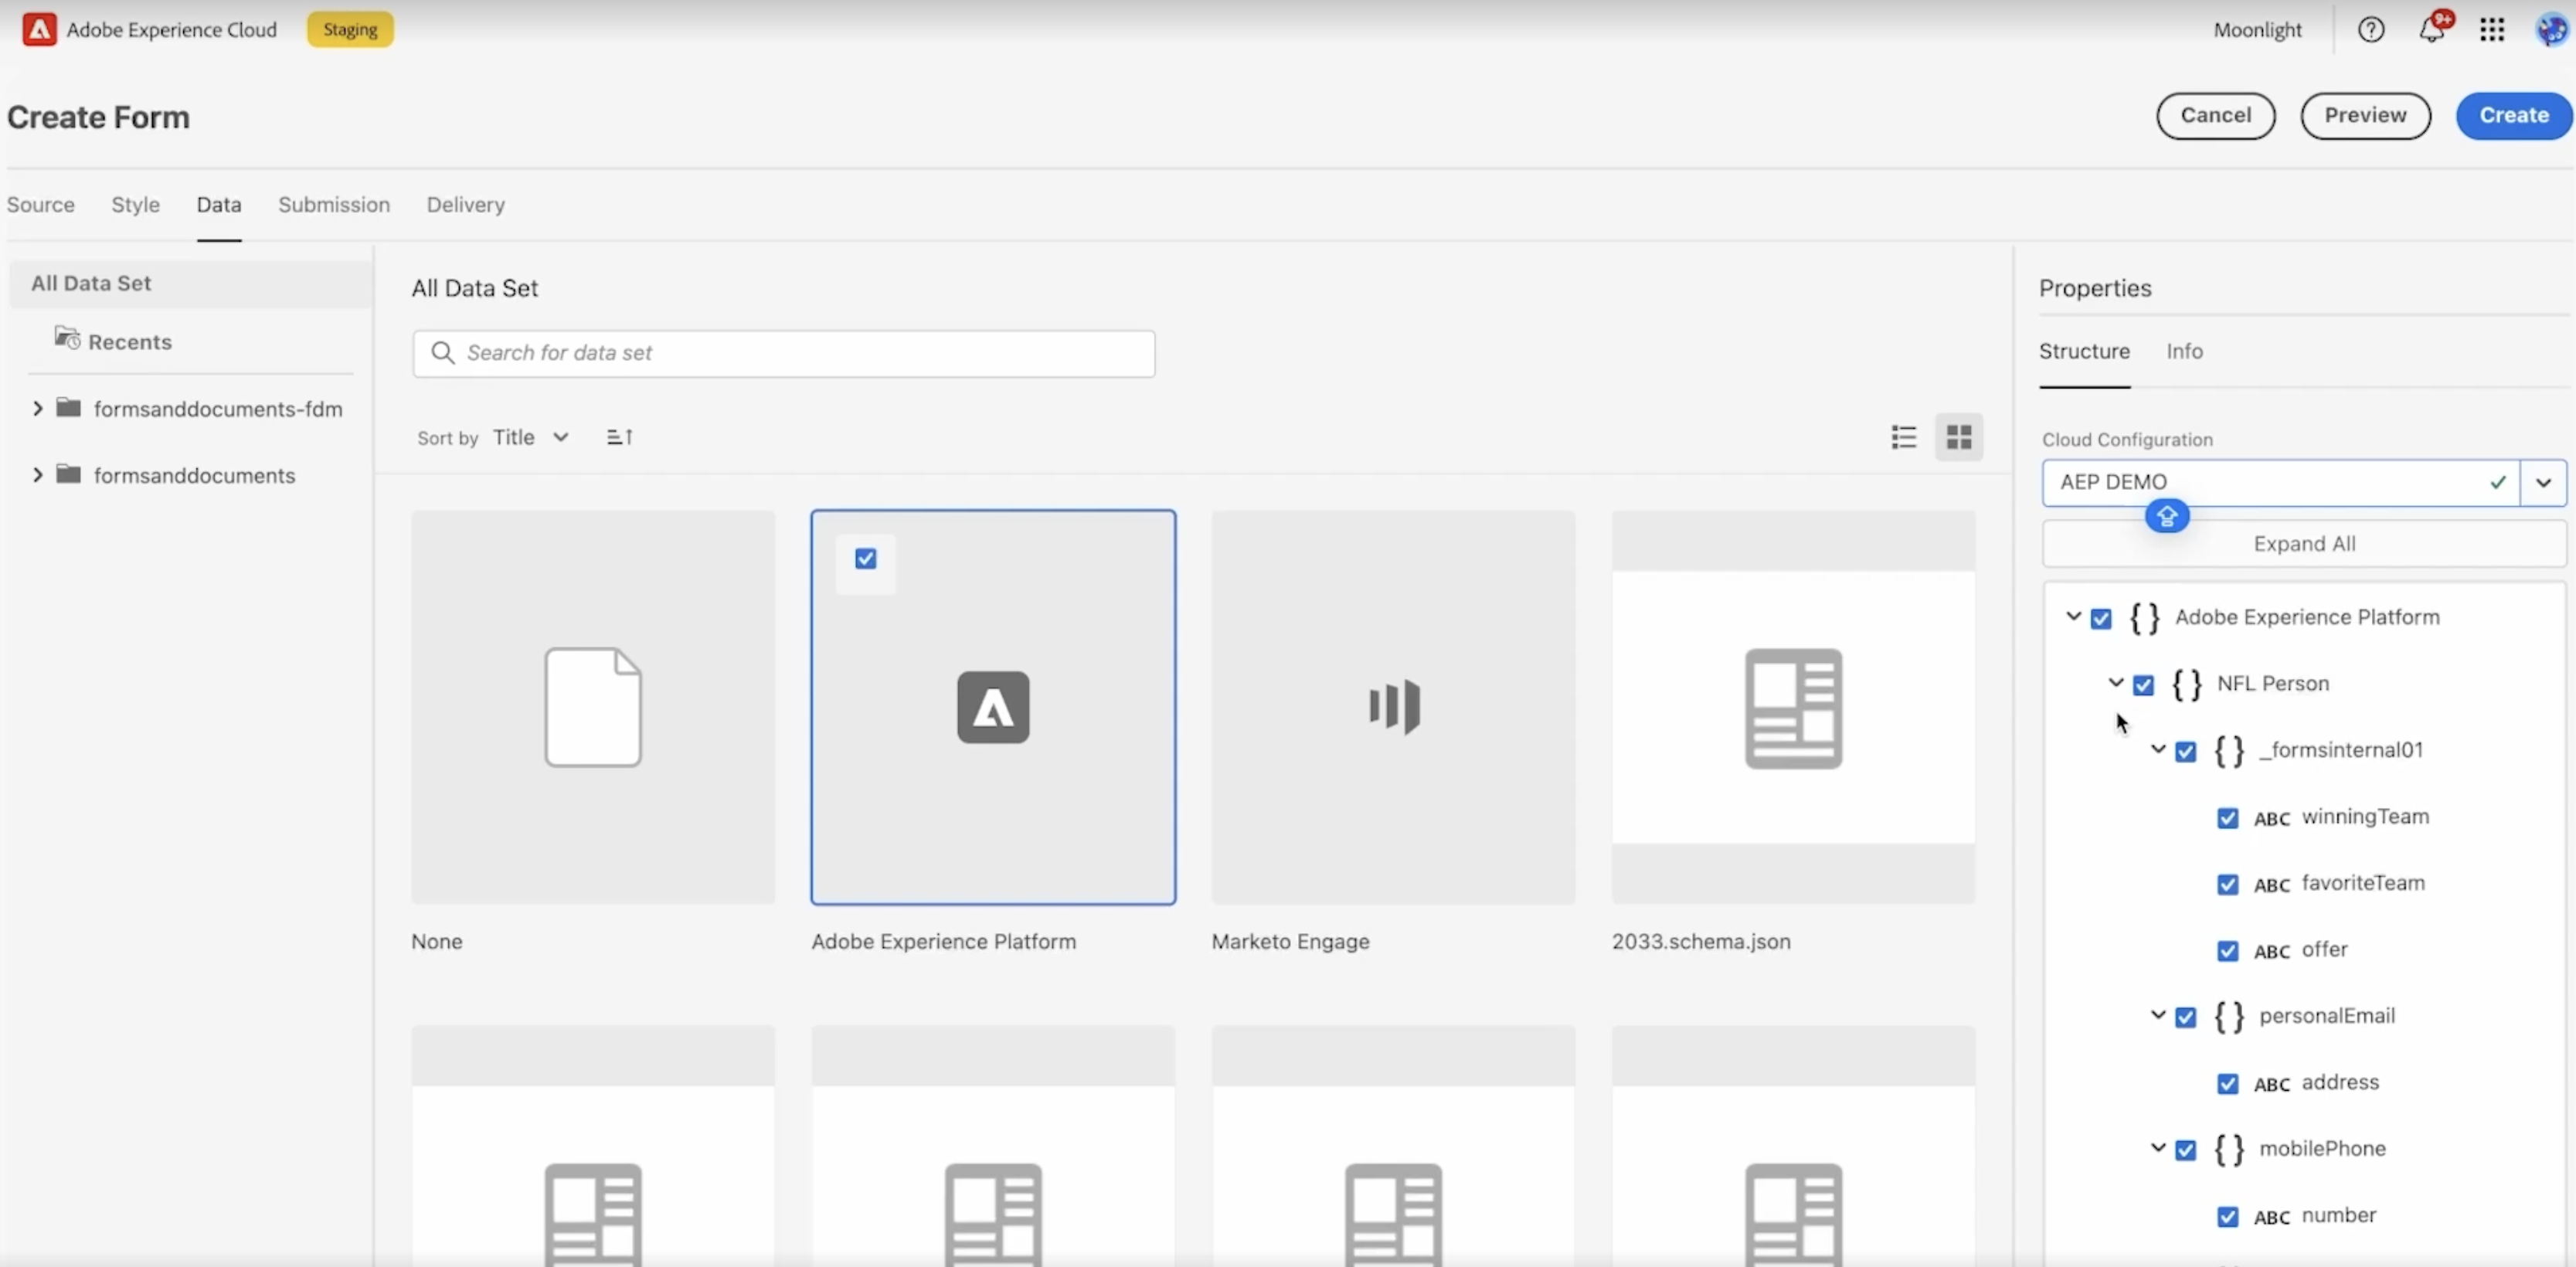 Adobe Experience Cloud
Staging
Moonlight
9+
Create Form
Cancel
Preview
Create
Source
Style
Data
Submission
Delivery
All Data Set
Recents
formsanddocuments-fdm
formsanddocuments
All Data Set
Search for data set
Sort by Title
None
Adobe Experience Platform
Marketo Engage
2033.schema.json
Properties
Structure
Info
Cloud Configuration
AEP DEMO
Expand All
{} Adobe Experience Platform
{} NFL Person
{} _formsinternal01
ABC winningTeam
ABC favoriteTeam
ABC offer
{} personalEmail
ABC address
{} mobilePhone
ABC number